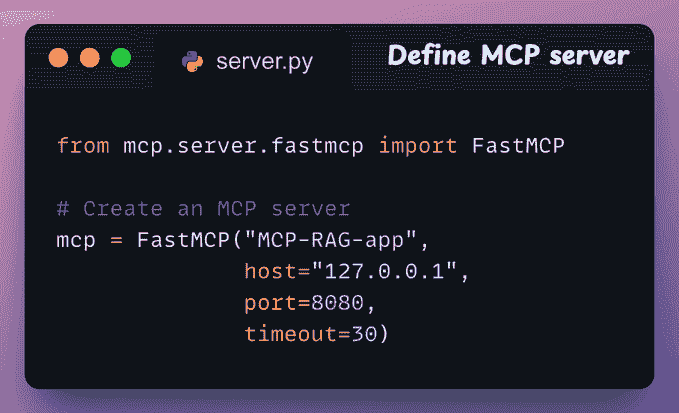 server.py
Define MCP server
from mcp.server.fastmcp import FastMCP
# Create an MCP server
mcp = FastMCP("MCP-RAG-app",
host="127.0.0.1",
port=8080,
timeout=30)